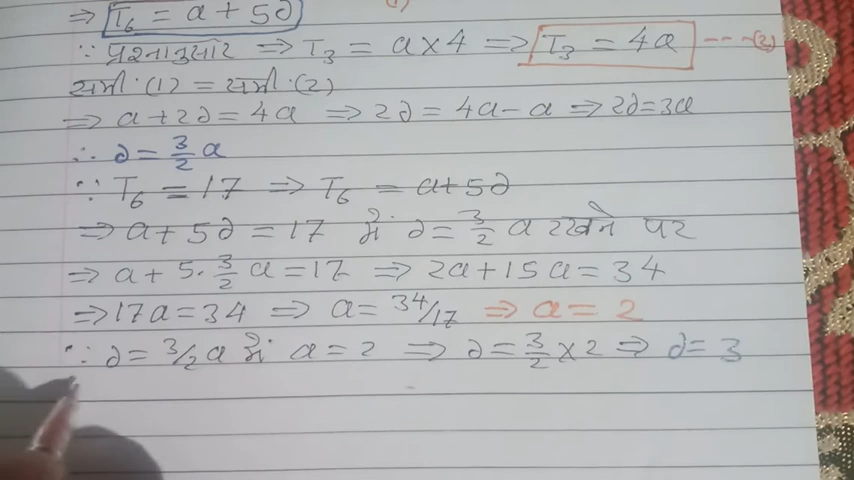 (1)
⇒ T₆ = a + 5d
∵ प्रश्नानुसार ⇒ T₃ = a × 4 ⇒ T₃ = 4a ---(2)
समी॰(1) = समी॰(2)
⇒ a + 2d = 4a ⇒ 2d = 4a - a ⇒ 2d = 3a
∴ d = 3/2 a
∵ T₆ = 17 ⇒ T₆ = a + 5d
⇒ a + 5d = 17 में d = 3/2 a रखने पर
⇒ a + 5 · 3/2 a = 17 ⇒ 2a + 15a = 34
⇒ 17a = 34 ⇒ a = 34/17 ⇒ a = 2
∵ d = 3/2 a में a = 2 ⇒ d = 3/2 × 2 ⇒ d = 3